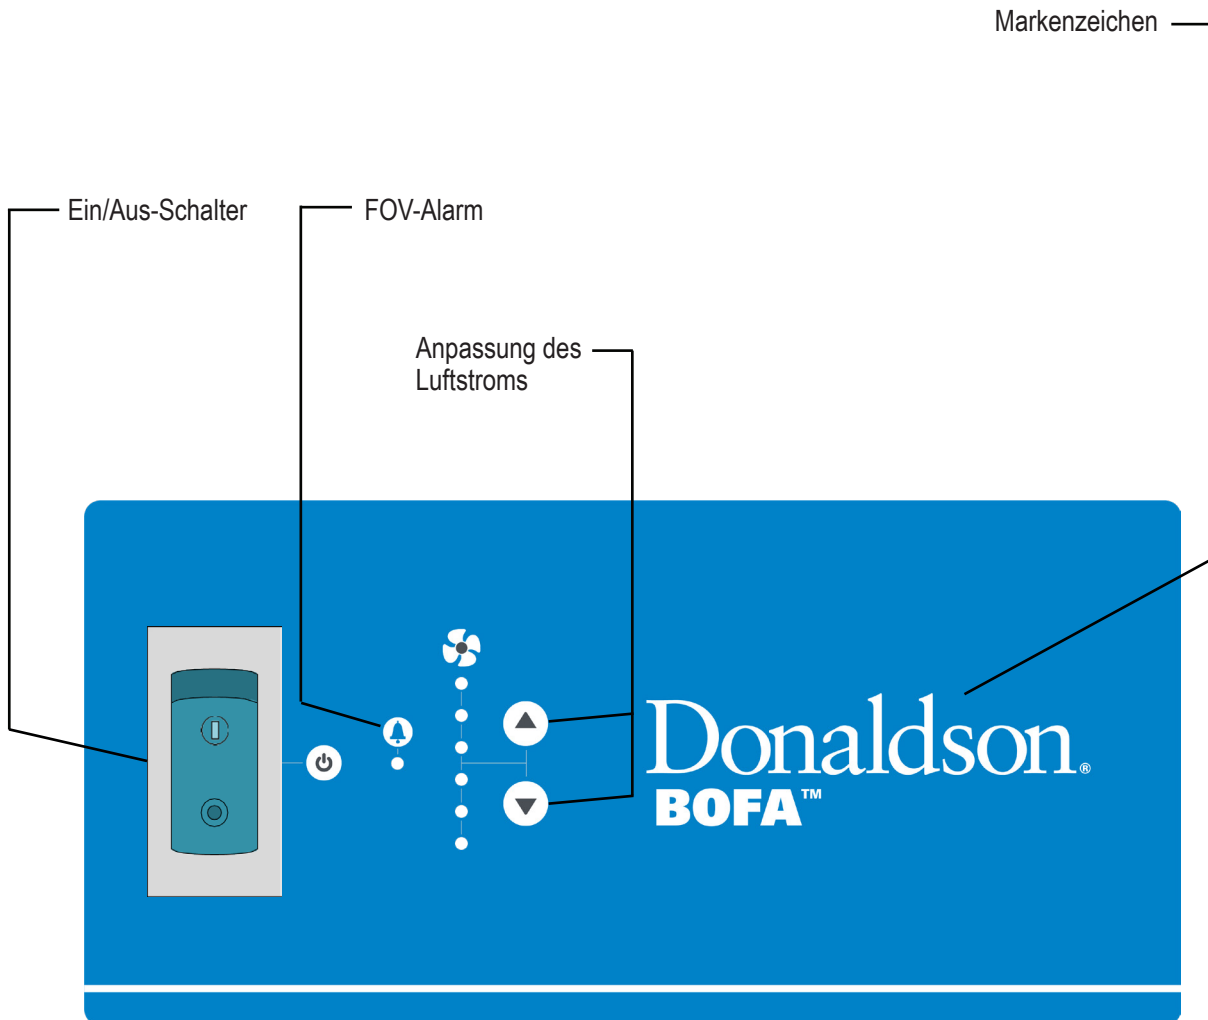 Markenzeichen
Ein/Aus-Schalter
FOV-Alarm
Anpassung des
Luftstroms
Donaldson®
BOFA™